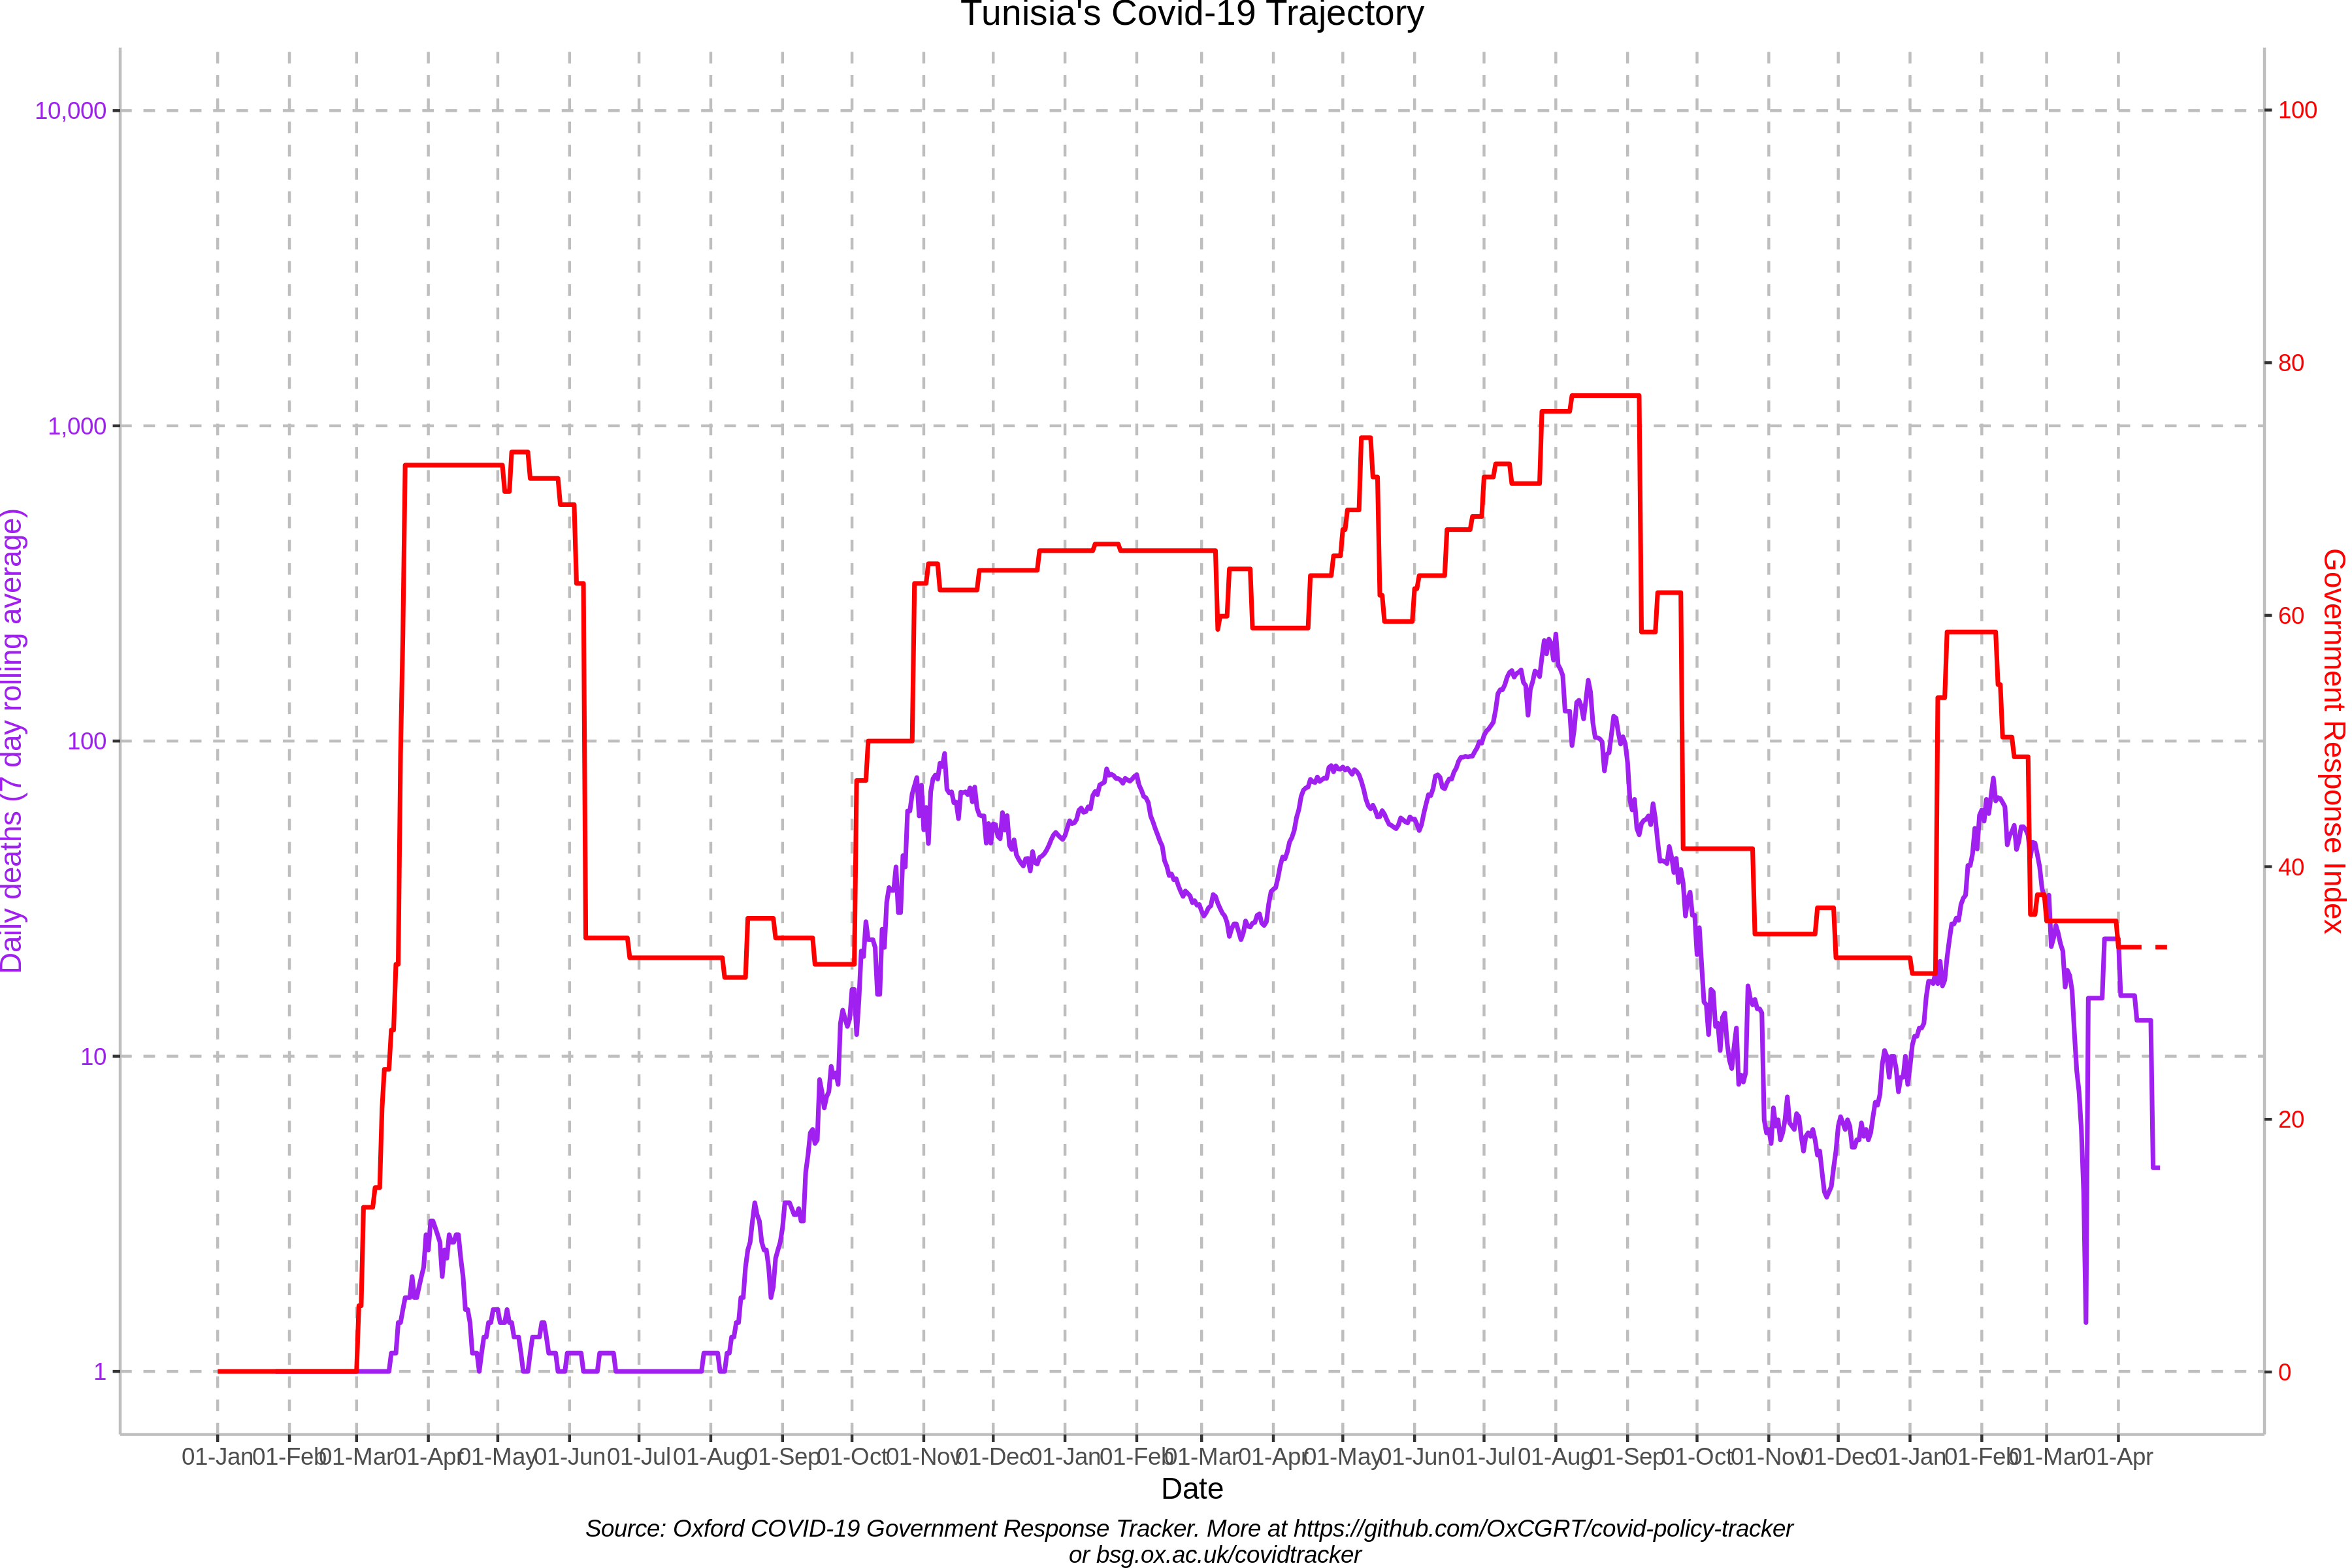 Tunisia's Covid-19 Trajectory
10,000
1,000
100
10
1
Daily deaths (7 day rolling average)
100
80
60
40
20
0
Government Response Index
01-Jan 01-Feb 01-Mar 01-Apr 01-May 01-Jun 01-Jul 01-Aug 01-Sep 01-Oct 01-Nov 01-Dec 01-Jan 01-Feb 01-Mar 01-Apr 01-May 01-Jun 01-Jul 01-Aug 01-Sep 01-Oct 01-Nov 01-Dec 01-Jan 01-Feb 01-Mar 01-Apr
Date
Source: Oxford COVID-19 Government Response Tracker. More at https://github.com/OxCGRT/covid-policy-tracker
or bsg.ox.ac.uk/covidtracker